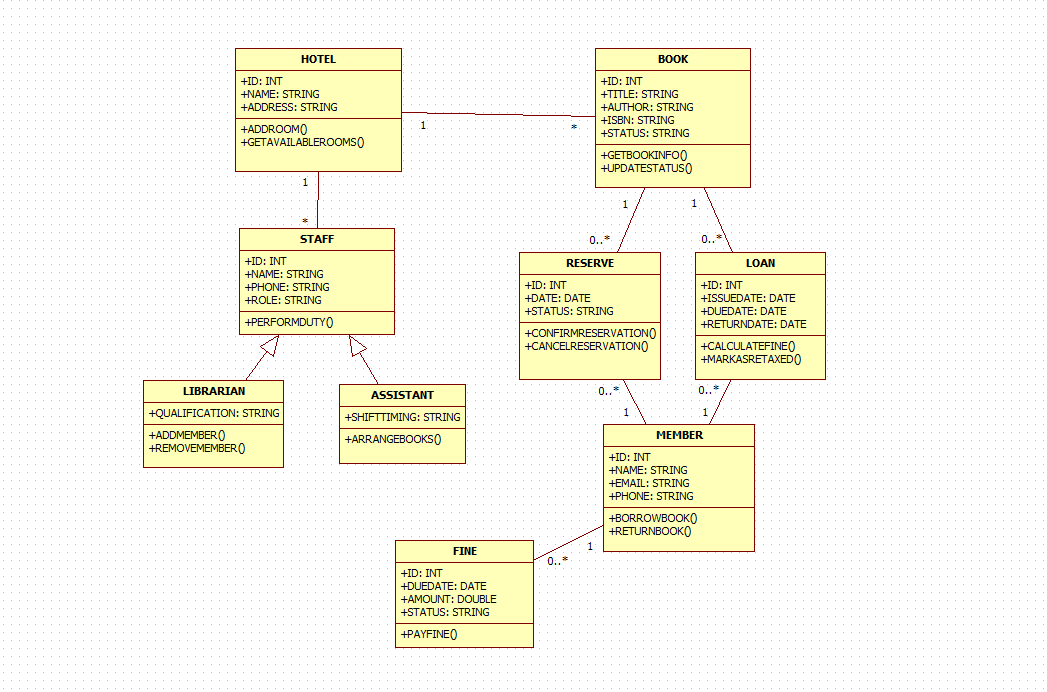 HOTEL
+ID: INT
+NAME: STRING
+ADDRESS: STRING
+ADDROOM()
+GETAVAILABLEROOMS()
1
*
BOOK
+ID: INT
+TITLE: STRING
+AUTHOR: STRING
+ISBN: STRING
+STATUS: STRING
+GETBOOKINFO()
+UPDATESTATUS()
1
*
STAFF
+ID: INT
+NAME: STRING
+PHONE: STRING
+ROLE: STRING
+PERFORMDUTY()
1
0..*
1
0..*
RESERVE
+ID: INT
+DATE: DATE
+STATUS: STRING
+CONFIRMRESERVATION()
+CANCELRESERVATION()
LOAN
+ID: INT
+ISSUEDATE: DATE
+DUEDATE: DATE
+RETURNDATE: DATE
+CALCULATEFINE()
+MARKASRETAXED()
LIBRARIAN
+QUALIFICATION: STRING
+ADDMEMBER()
+REMOVEMEMBER()
ASSISTANT
+SHIFTTIMING: STRING
+ARRANGEBOOKS()
0..*
1
0..*
1
MEMBER
+ID: INT
+NAME: STRING
+EMAIL: STRING
+PHONE: STRING
+BORROWBOOK()
+RETURNBOOK()
1
0..*
FINE
+ID: INT
+DUEDATE: DATE
+AMOUNT: DOUBLE
+STATUS: STRING
+PAYFINE()